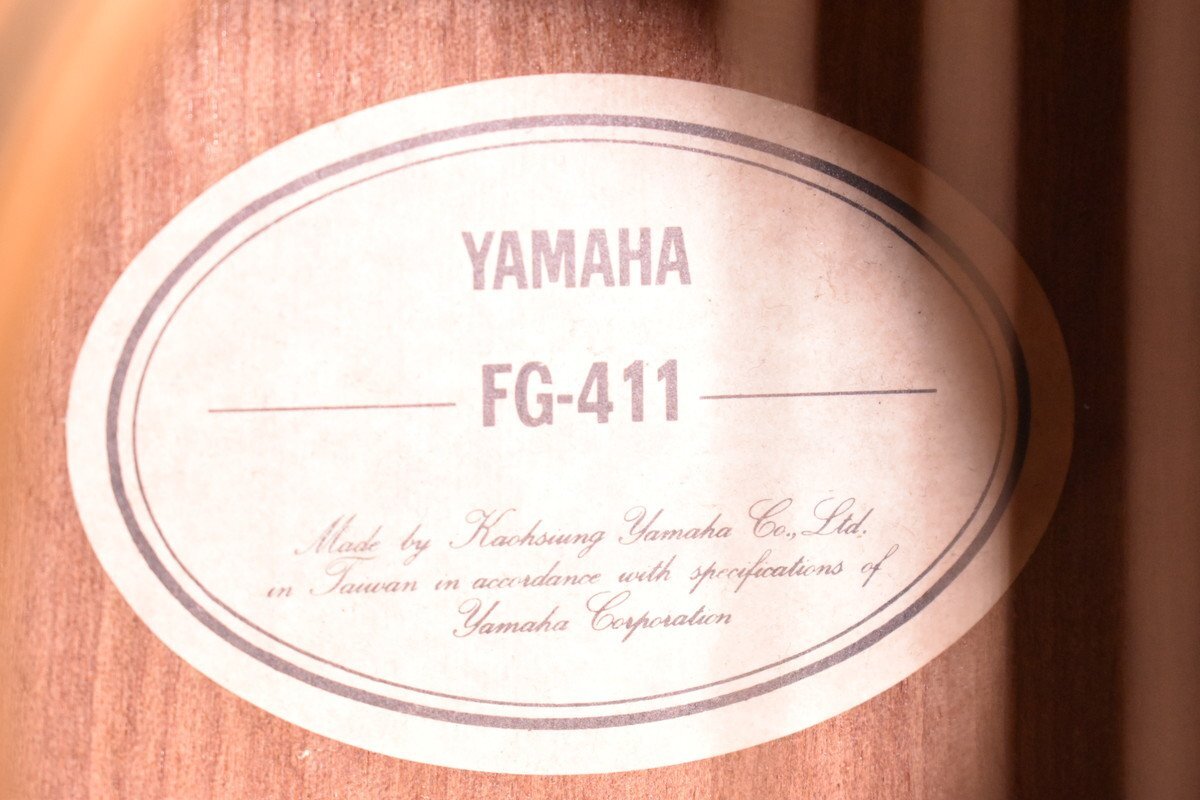 YAMAHA
FG-411
Made by Kaohsiung Yamaha Co., Ltd.
in Taiwan in accordance with specifications of
Yamaha Corporation